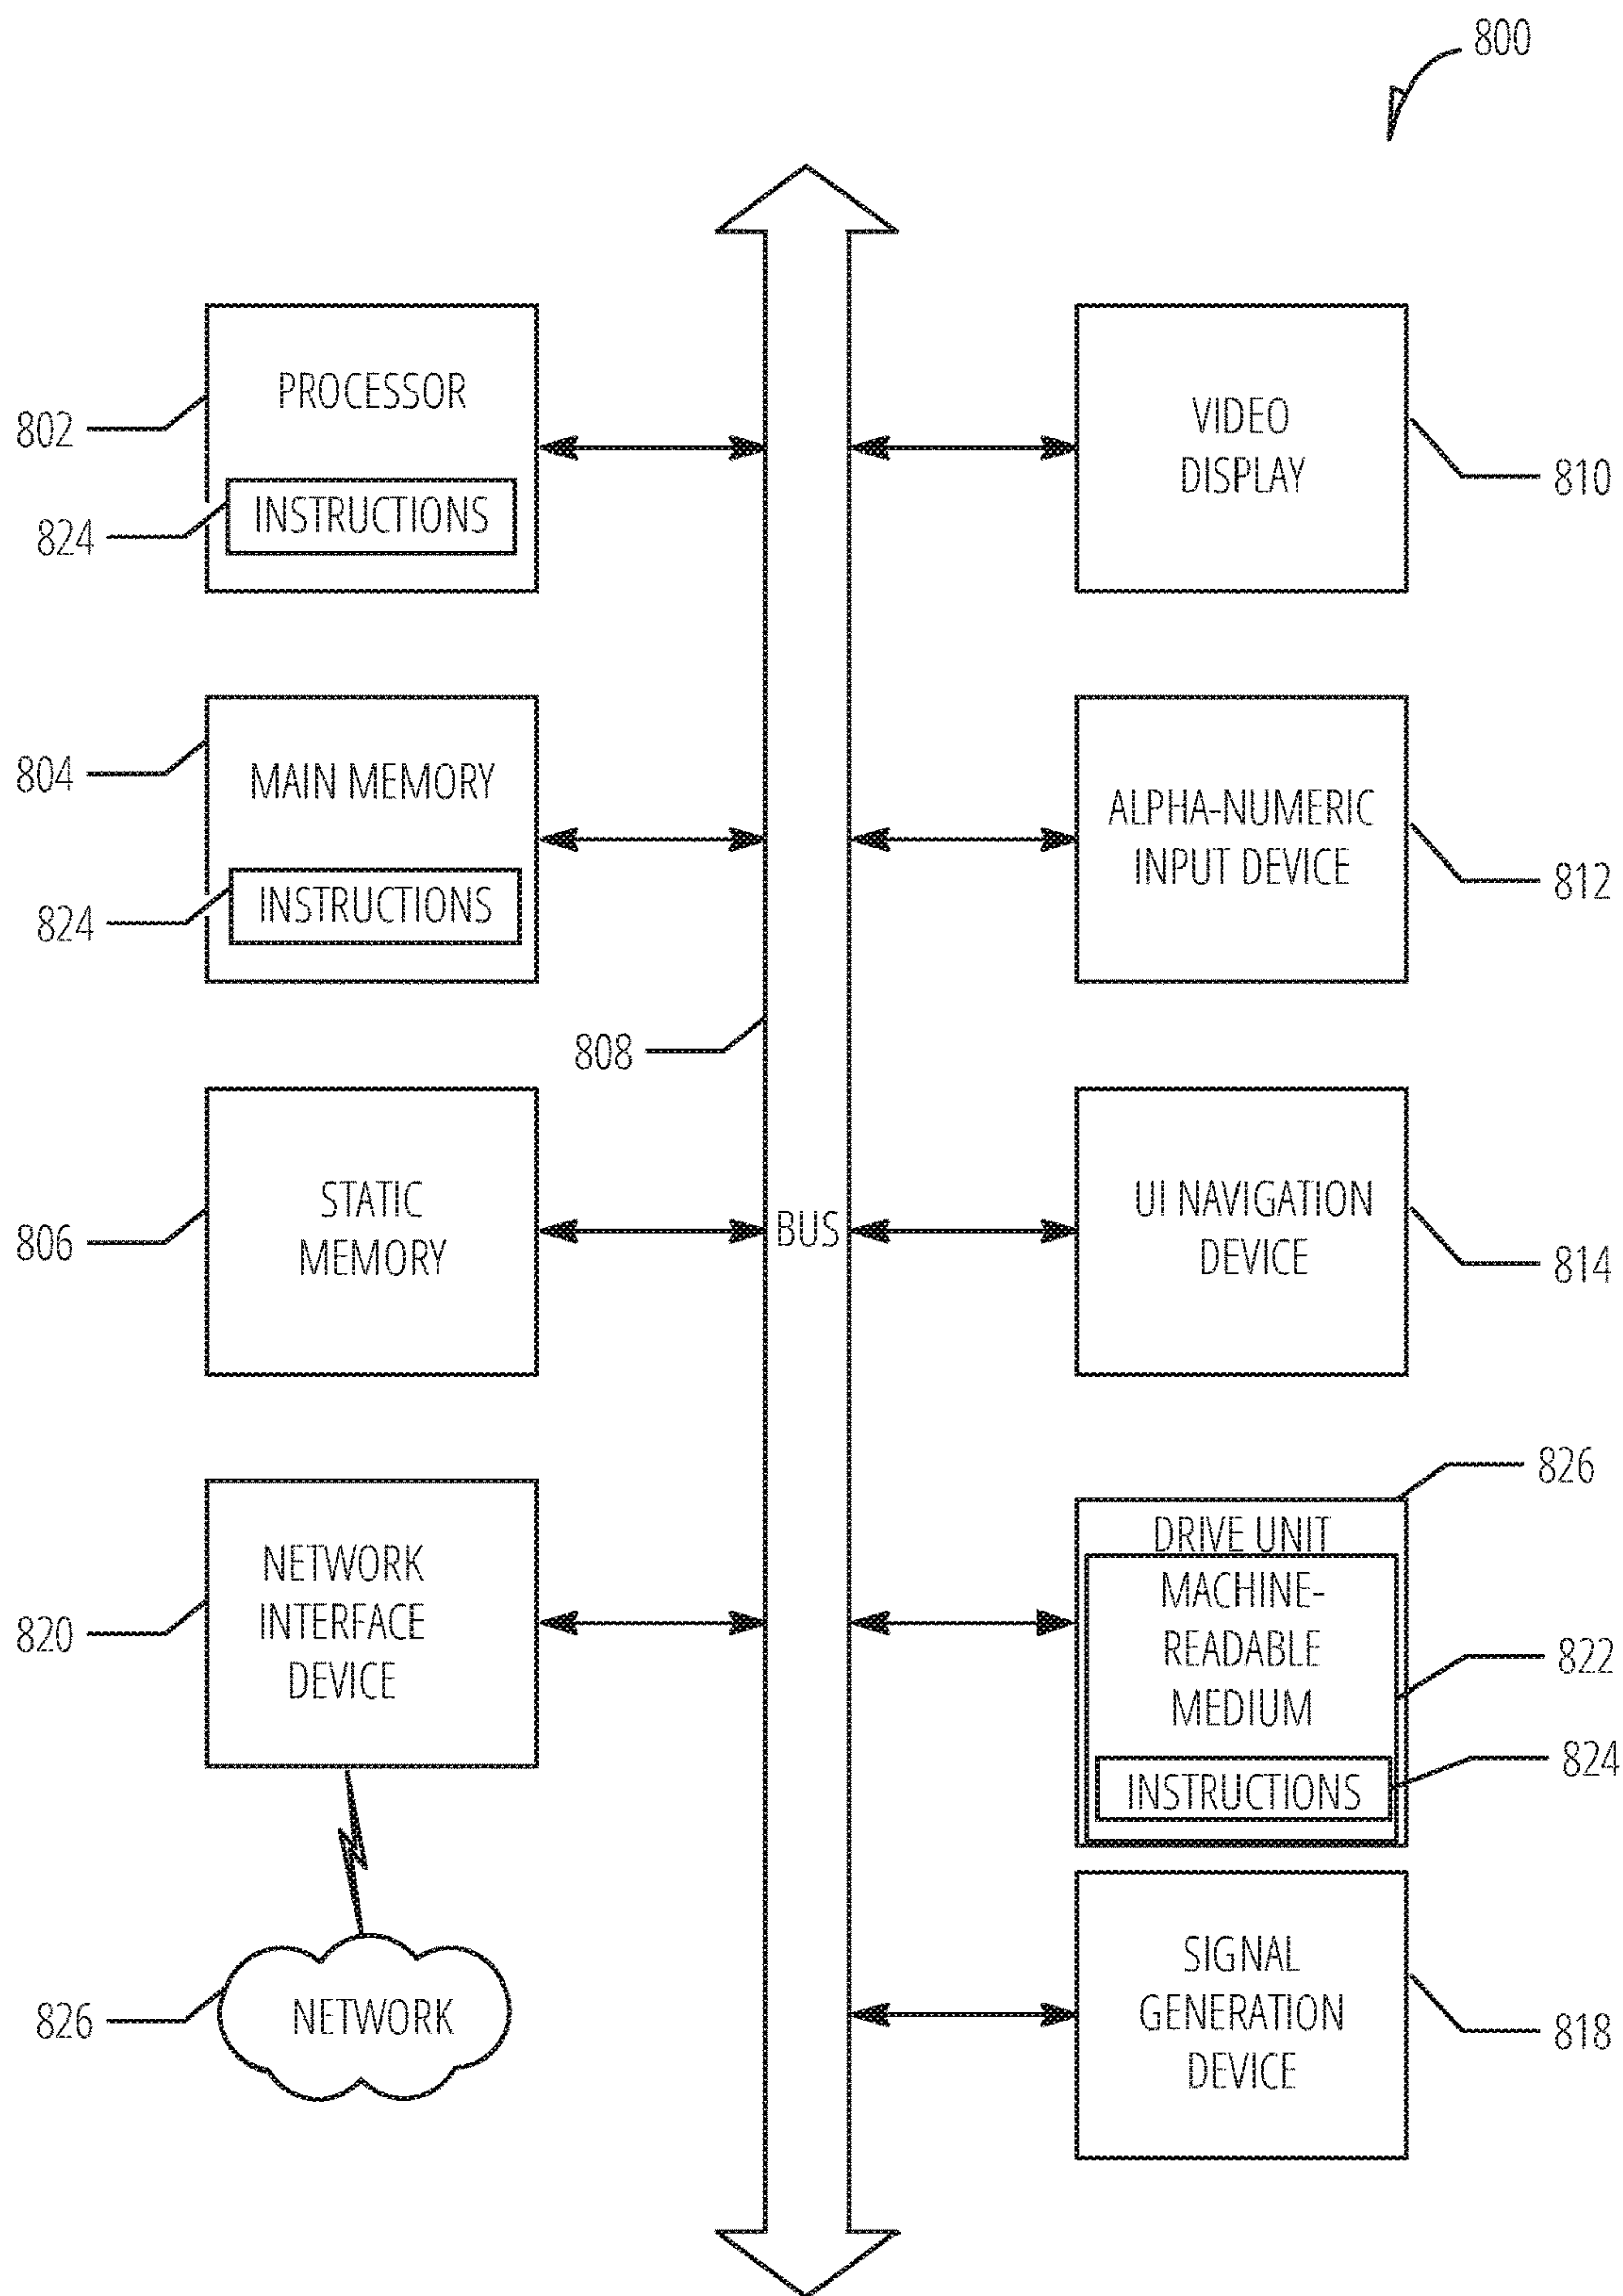 800
PROCESSOR
802
INSTRUCTIONS
824
VIDEO
DISPLAY
810
MAIN MEMORY
804
INSTRUCTIONS
824
ALPHA-NUMERIC
INPUT DEVICE
812
808
STATIC
MEMORY
806
BUS
UI NAVIGATION
DEVICE
814
NETWORK
INTERFACE
DEVICE
820
826
DRIVE UNIT
MACHINE-
READABLE
MEDIUM
822
INSTRUCTIONS
824
NETWORK
826
SIGNAL
GENERATION
DEVICE
818